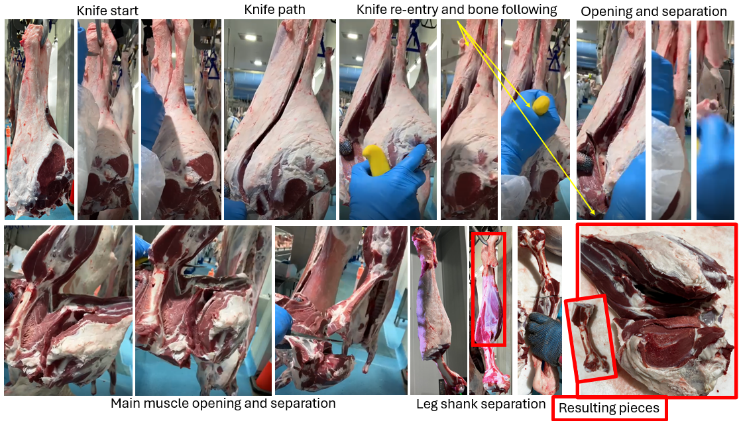 Knife start
Knife path
Knife re-entry and bone following
Opening and separation
Main muscle opening and separation
Leg shank separation
Resulting pieces